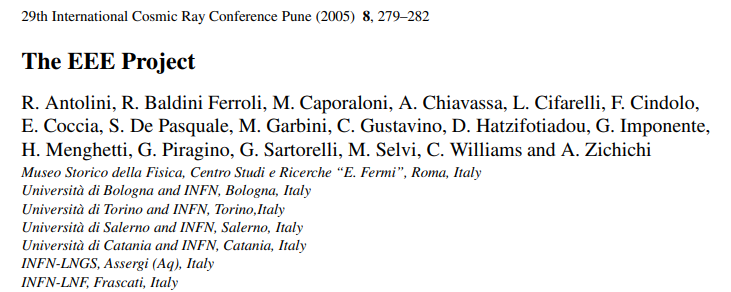 29th International Cosmic Ray Conference Pune (2005) 8, 279–282
The EEE Project
R. Antolini, R. Baldini Ferroli, M. Caporaloni, A. Chiavassa, L. Cifarelli, F. Cindolo,
E. Coccia, S. De Pasquale, M. Garbini, C. Gustavino, D. Hatzifotiadou, G. Imponente,
H. Menghetti, G. Piragino, G. Sartorelli, M. Selvi, C. Williams and A. Zichichi
Museo Storico della Fisica, Centro Studi e Ricerche “E. Fermi”, Roma, Italy
Università di Bologna and INFN, Bologna, Italy
Università di Torino and INFN, Torino,Italy
Università di Salerno and INFN, Salerno, Italy
Università di Catania and INFN, Catania, Italy
INFN-LNGS, Assergi (Aq), Italy
INFN-LNF, Frascati, Italy